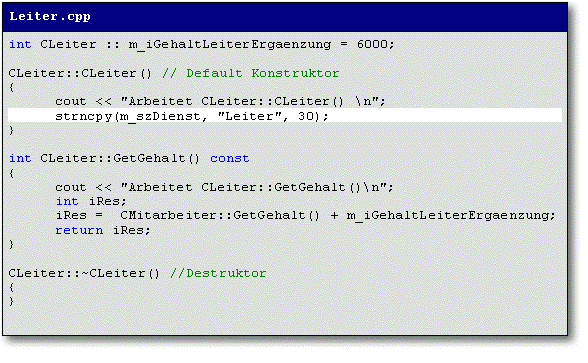 Leiter.cpp
int CLeiter :: m_iGehaltLeiterErgaenzung = 6000;
CLeiter::CLeiter() // Default Konstruktor
{
cout << "Arbeitet CLeiter::CLeiter() \n";
strncpy(m_szDienst, "Leiter", 30);
}
int CLeiter::GetGehalt() const
{
cout << "Arbeitet CLeiter::GetGehalt()\n";
int iRes;
iRes =  CMitarbeiter::GetGehalt() + m_iGehaltLeiterErgaenzung;
return iRes;
}
CLeiter::~CLeiter() //Destruktor
{
}